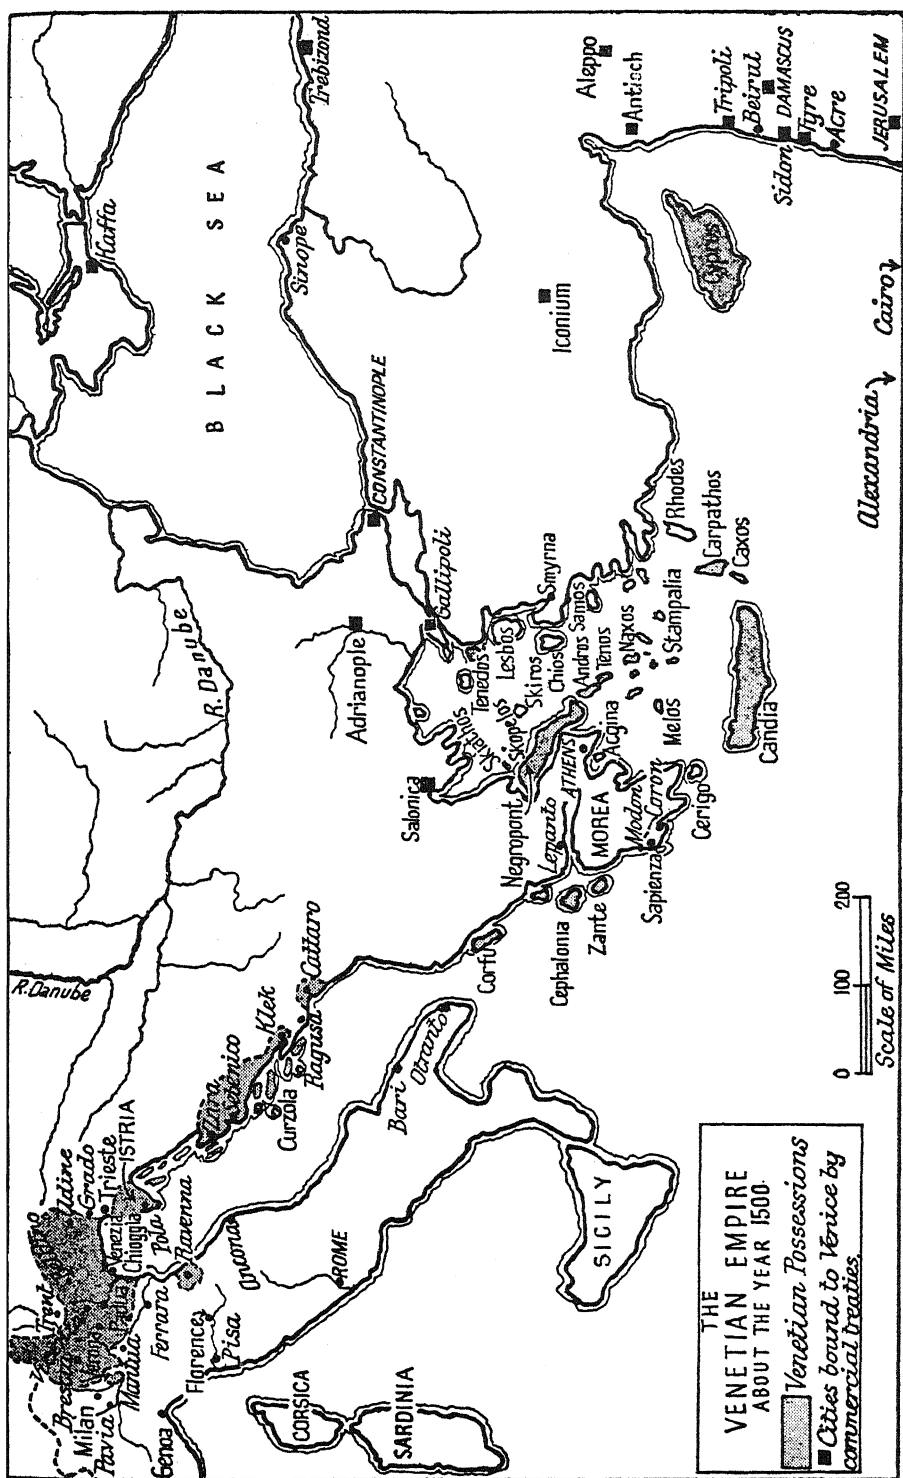 THE
VENETIAN EMPIRE
ABOUT THE YEAR 1500.
Venetian Possessions
Cities bound to Venice by
commercial treaties.
0 100 200
Scale of Miles
BLACK SEA
Kaffa
Trebizond
Sinope
CONSTANTINOPLE
Gallipoli
Adrianople
Salonica
Iconium
Aleppo
Antioch
Tripoli
Beirut
DAMASCUS
Sidon
Tyre
Acre
JERUSALEM
Cyprus
Cairo
Alexandria
R. Danube
R. Danube
Trent
Udine
Grado
Trieste
ISTRIA
Venezia
Chioggia
Pola
Padua
Verona
Mantua
Milan
Pavia
Genoa
Ferrara
Ravenna
Florence
Pisa
Ancona
ROME
CORSICA
SARDINIA
SICILY
Bari
Otranto
Zara
Sebenico
Klek
Curzola
Ragusa
Cattaro
Corfu
Cephalonia
Zante
Negropont
Lepanto
ATHENS
MOREA
Modon
Coron
Sapienza
Cerigo
Skiathos
Skopelos
Tenedos
Lesbos
Skiros
Chios
Smyrna
Andros
Samos
Tenos
Naxos
Acgina
Melos
Stampalia
Rhodes
Carpathos
Caxos
Candia